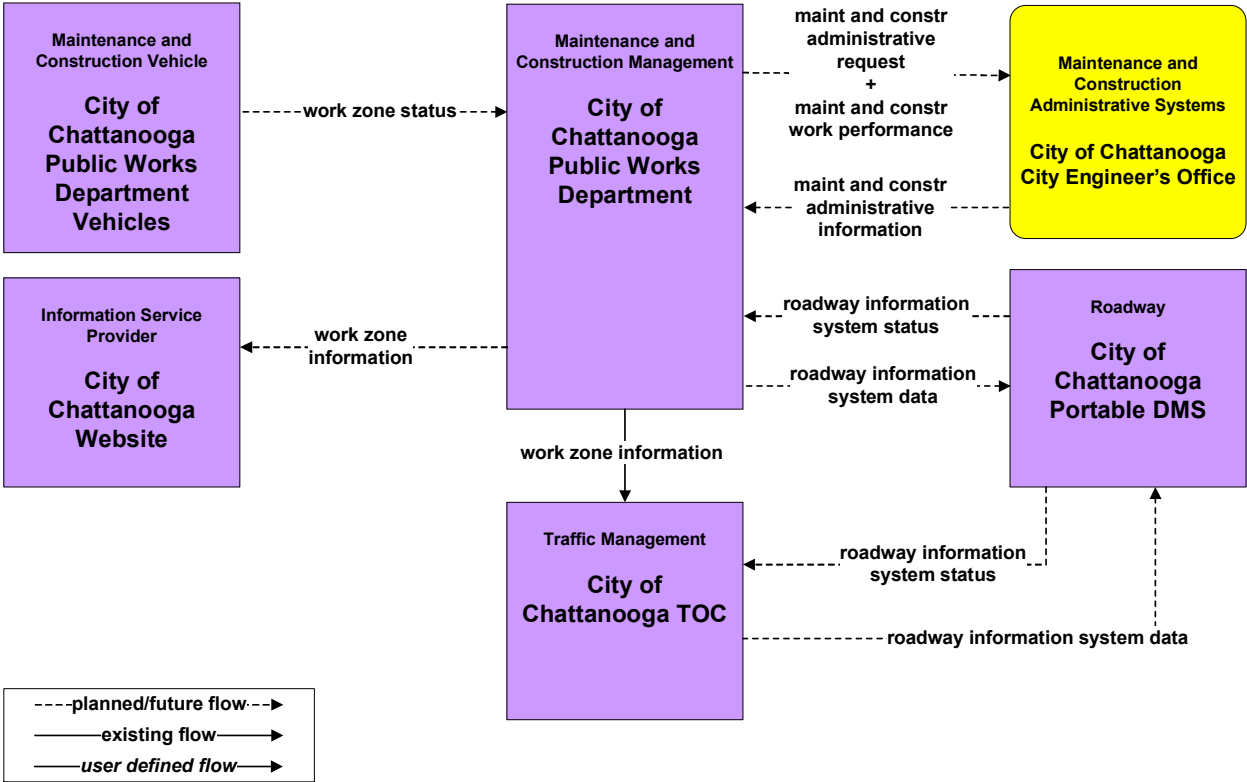 Maintenance and
Construction Vehicle
City of
Chattanooga
Public Works
Department
Vehicles
work zone status
Maintenance and
Construction Management
City of
Chattanooga
Public Works
Department
maint and constr
administrative
request
+
maint and constr
work performance
maint and constr
administrative
information
Maintenance and
Construction
Administrative Systems
City of Chattanooga
City Engineer's Office
Information Service
Provider
City of
Chattanooga
Website
work zone
information
roadway information
system status
roadway information
system data
Roadway
City of
Chattanooga
Portable DMS
work zone information
Traffic Management
City of
Chattanooga TOC
roadway information
system status
roadway information system data
planned/future flow
existing flow
user defined flow